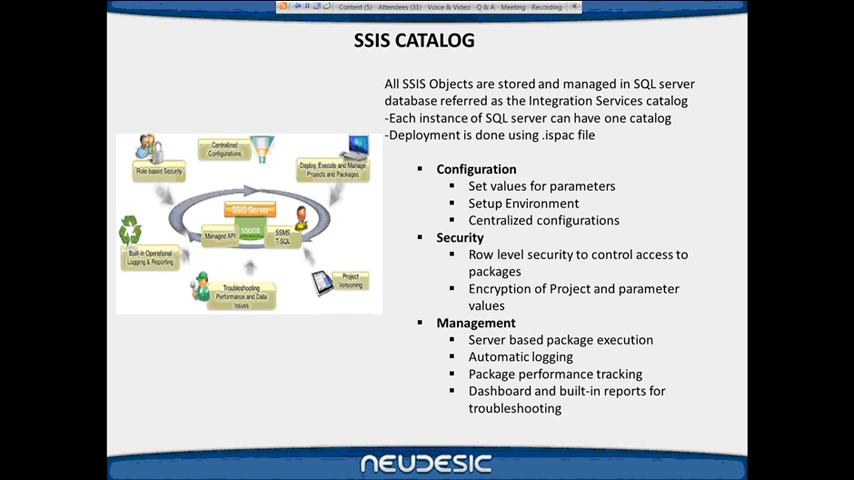 Content (5) Attendees (31) Voice & Video Q & A Meeting Recording
SSIS CATALOG
All SSIS Objects are stored and managed in SQL server
database referred as the Integration Services catalog
-Each instance of SQL server can have one catalog
-Deployment is done using .ispac file
Role based Security
Centralized
Configurations
Deploy, Execute and Manage
Projects and Packages
SSIS Server
SSISDB
Managed API
SSMS
T-SQL
Built-in Operational
Logging & Reporting
Troubleshooting
Performance and Data
Issues
Project
Versioning
▪ Configuration
▪ Set values for parameters
▪ Setup Environment
▪ Centralized configurations
▪ Security
▪ Row level security to control access to
packages
▪ Encryption of Project and parameter
values
▪ Management
▪ Server based package execution
▪ Automatic logging
▪ Package performance tracking
▪ Dashboard and built-in reports for
troubleshooting
NEUDESIC